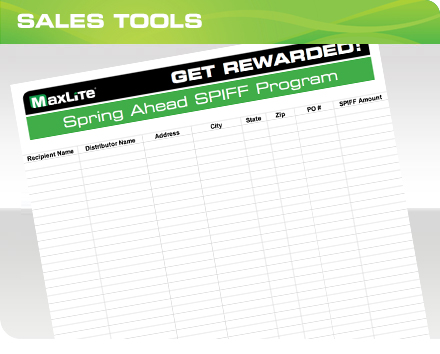 SALES TOOLS
GET REWARDED!
MaxLite
Spring Ahead SPIFF Program
Recipient Name Distributor Name Address City State Zip PO # SPIFF Amount